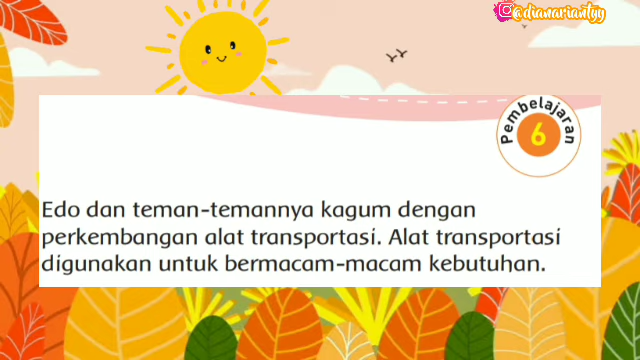 @dianariantyy
Pembelajaran
6
Edo dan teman-temannya kagum dengan
perkembangan alat transportasi. Alat transportasi
digunakan untuk bermacam-macam kebutuhan.